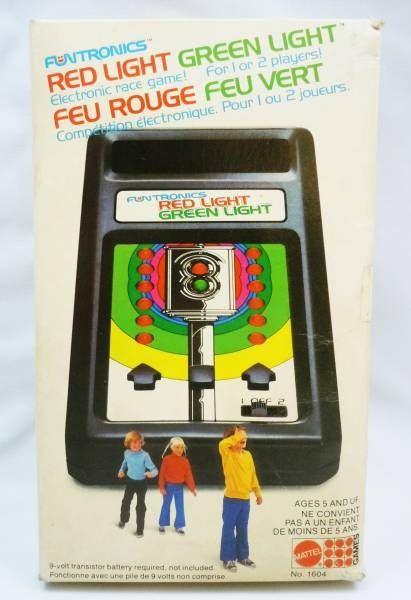 FUNTRONICS™
RED LIGHT GREEN LIGHT™
Electronic race game! For 1 or 2 players!
FEU ROUGE FEU VERT
Compétition électronique. Pour 1 ou 2 joueurs.
FUNTRONICS
RED LIGHT
GREEN LIGHT
1 OFF 2
AGES 5 AND UP
NE CONVIENT
PAS A UN ENFANT
DE MOINS DE 5 ANS
MATTEL GAMES
No. 1604
9-volt transistor battery required, not included.
Fonctionne avec une pile de 9 volts non comprise.